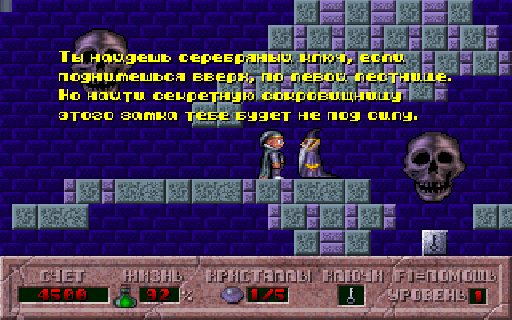 Ты найдешь серебряный ключ, если
поднимешься вверх, по левой лестнице.
Но найти секретную сокровищницу
этого замка тебе будет не под силу.
СЧЕТ ЖИЗНЬ КРИСТАЛЛЫ КЛЮЧИ F1=ПОМОЩЬ
4500 92 % 1/5 УРОВЕНЬ 1